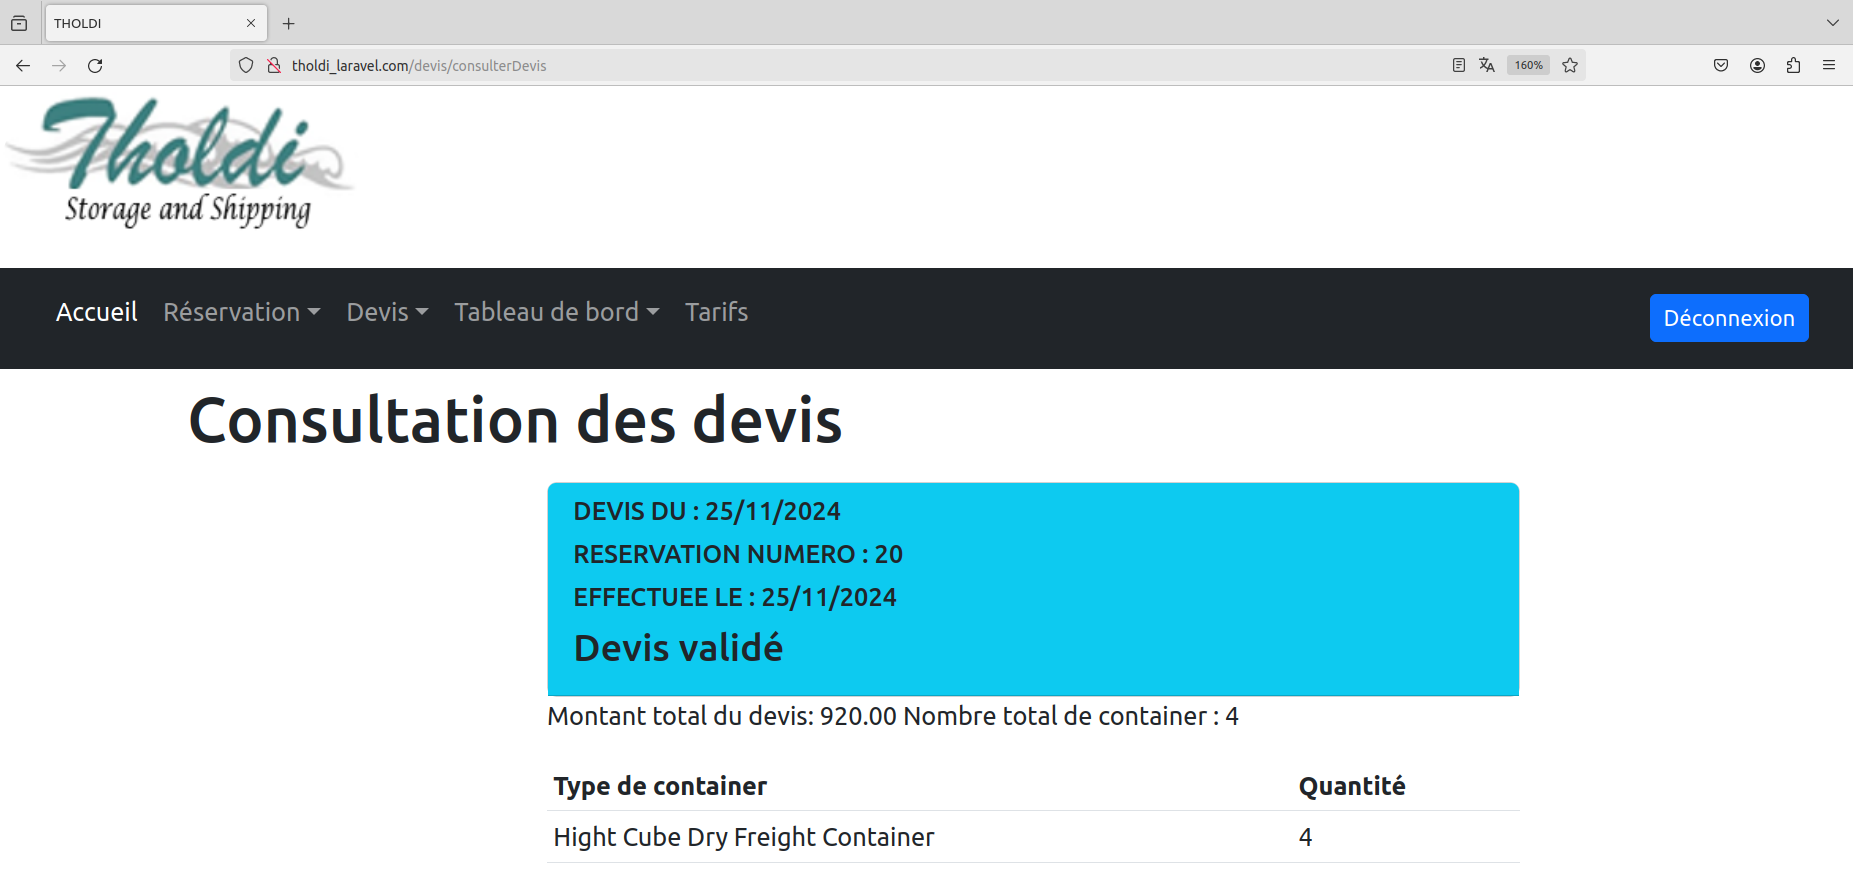 THOLDI
tholdi_laravel.com/devis/consulterDevis
160%
Tholdi
Storage and Shipping
Accueil Réservation Devis Tableau de bord Tarifs Déconnexion
Consultation des devis
DEVIS DU : 25/11/2024
RESERVATION NUMERO : 20
EFFECTUEE LE : 25/11/2024
Devis validé
Montant total du devis: 920.00 Nombre total de container : 4
Type de container Quantité
Hight Cube Dry Freight Container 4